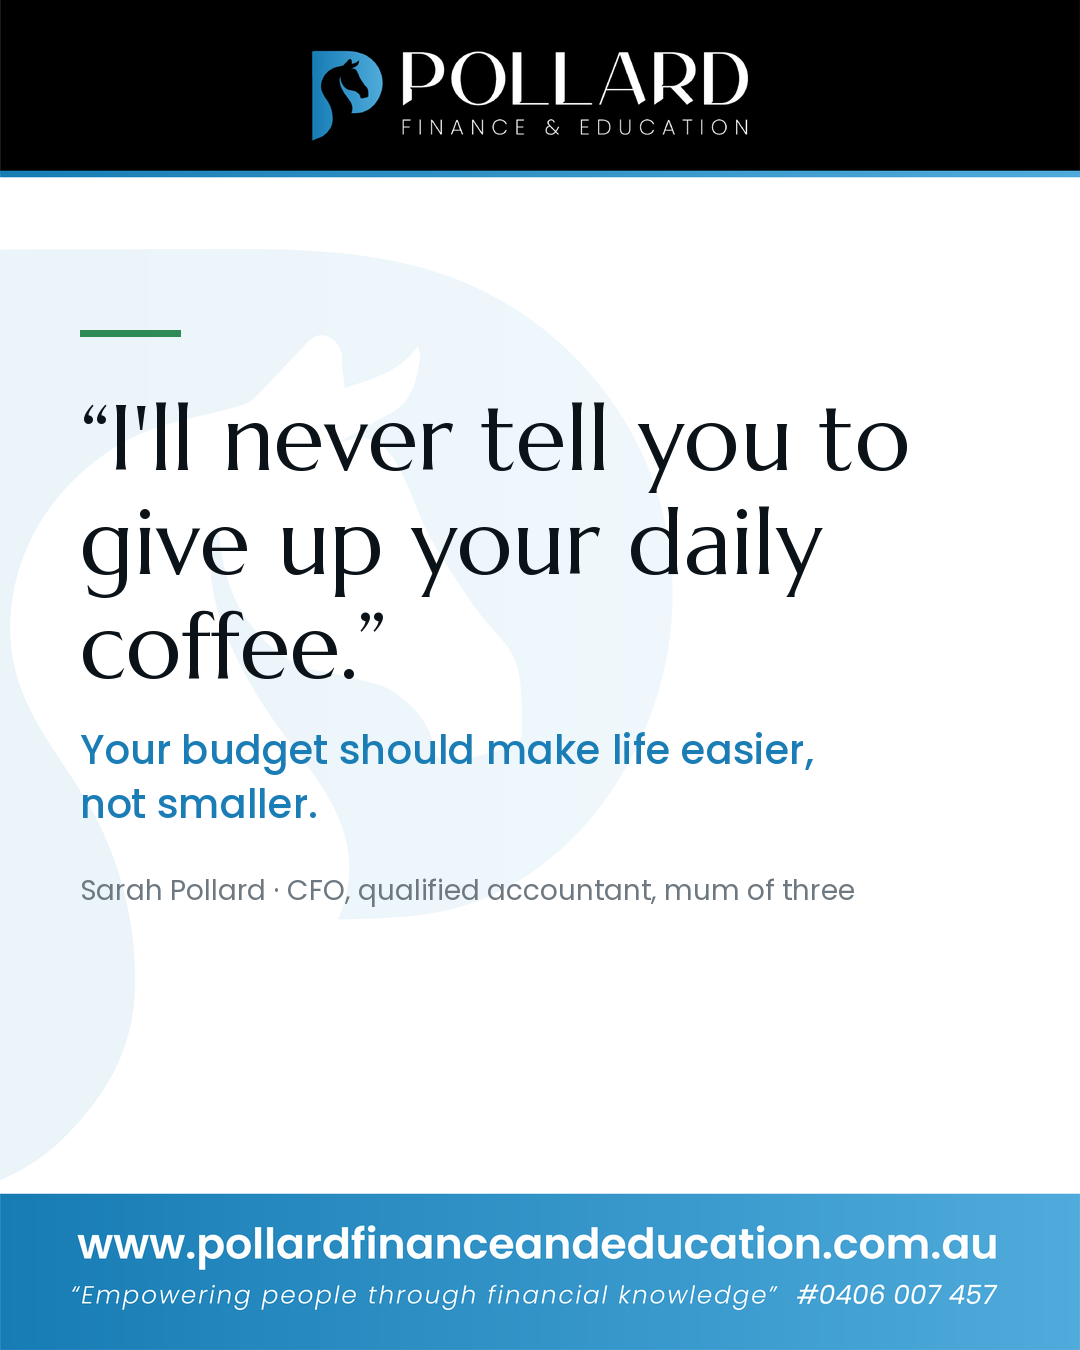 POLLARD
FINANCE & EDUCATION
“I'll never tell you to
give up your daily
coffee.”
Your budget should make life easier,
not smaller.
Sarah Pollard · CFO, qualified accountant, mum of three
www.pollardfinanceandeducation.com.au
“Empowering people through financial knowledge” #0406 007 457